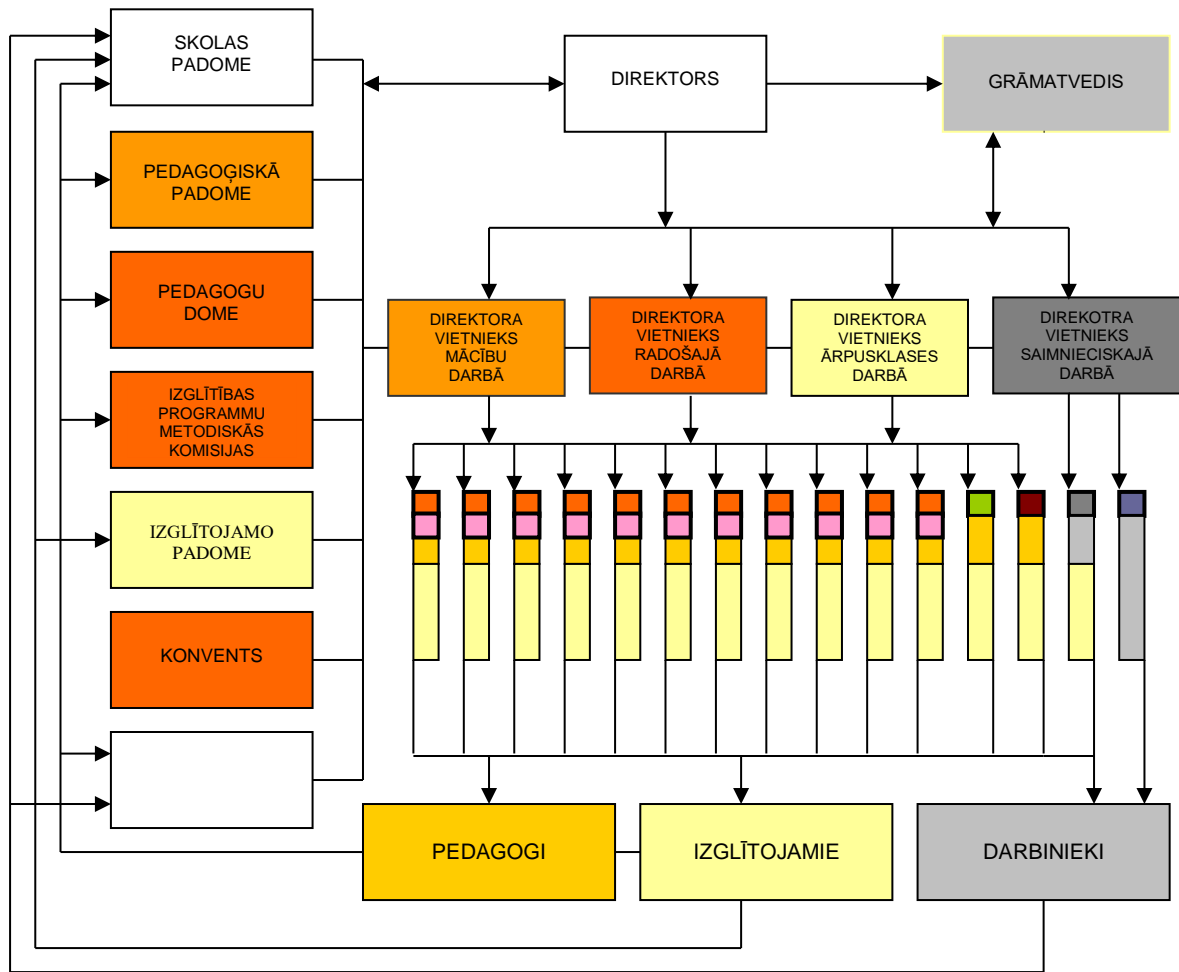 SKOLAS
PADOME
DIREKTORS
GRĀMATVEDIS
PEDAGOĢISKĀ
PADOME
PEDAGOGU
DOME
DIREKTORA
VIETNIEKS
MĀCĪBU
DARBĀ
DIREKTORA
VIETNIEKS
RADOŠAJĀ
DARBĀ
DIREKTORA
VIETNIEKS
ĀRPUSKLASES
DARBĀ
DIREKOTRA
VIETNIEKS
SAIMNIECISKAJĀ
DARBĀ
IZGLĪTĪBAS
PROGRAMMU
METODISKĀS
KOMISIJAS
IZGLĪTOJAMO
PADOME
KONVENTS
PEDAGOGI
IZGLĪTOJAMIE
DARBINIEKI